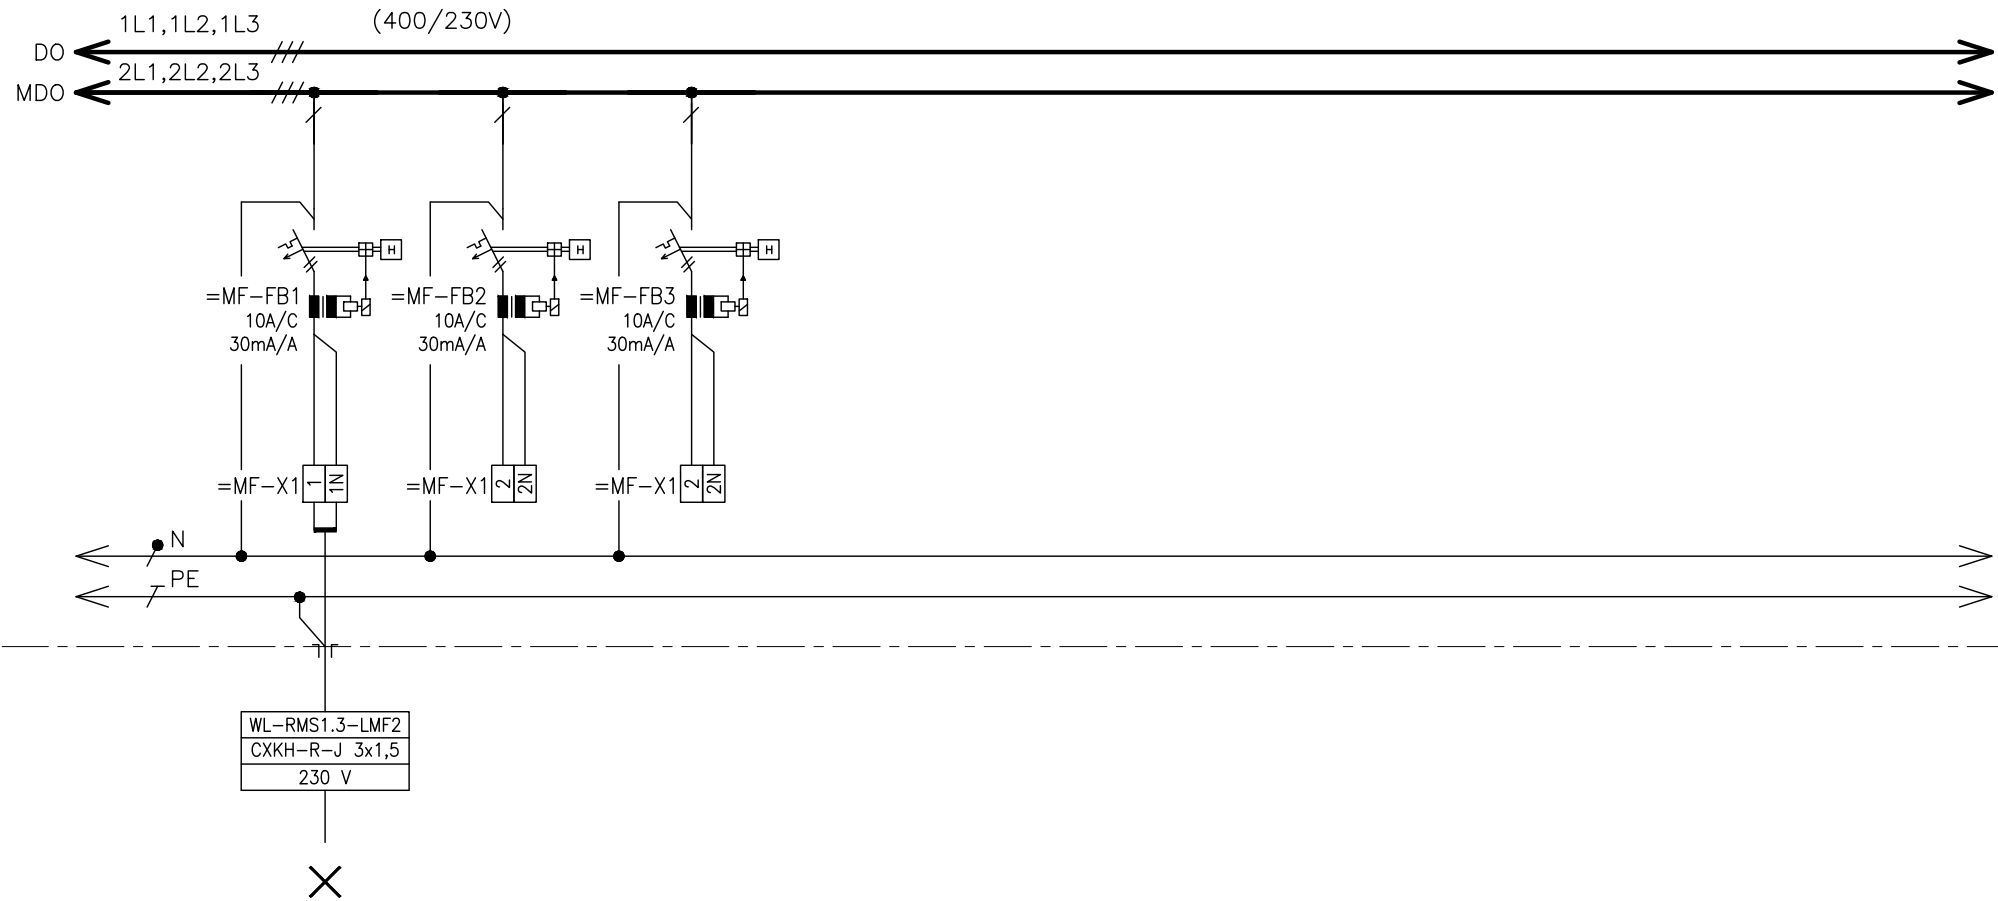 1L1,1L2,1L3 (400/230V)
DO
2L1,2L2,2L3
MDO
H H H
=MF-FB1 =MF-FB2 =MF-FB3
10A/C 10A/C 10A/C
30mA/A 30mA/A 30mA/A
=MF-X1 1 1N =MF-X1 2 2N =MF-X1 2 2N
N
PE
WL-RMS1.3-LMF2
CXKH-R-J 3x1,5
230 V